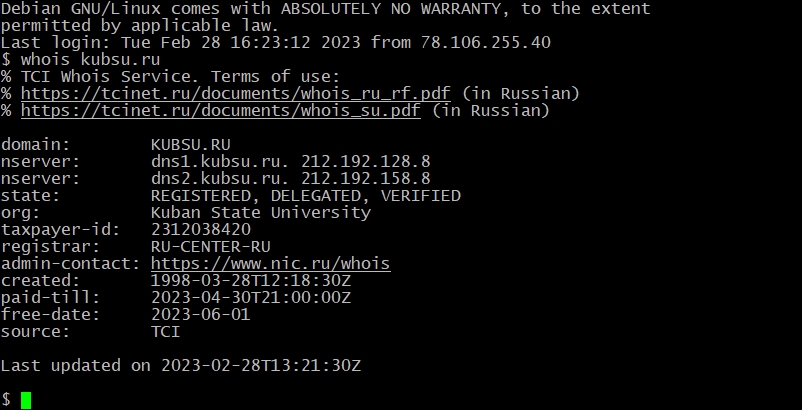 Debian GNU/Linux comes with ABSOLUTELY NO WARRANTY, to the extent
permitted by applicable law.
Last login: Tue Feb 28 16:23:12 2023 from 78.106.255.40
$ whois kubsu.ru
% TCI Whois Service. Terms of use:
% https://tcinet.ru/documents/whois_ru_rf.pdf (in Russian)
% https://tcinet.ru/documents/whois_su.pdf (in Russian)

domain:        KUBSU.RU
nserver:       dns1.kubsu.ru. 212.192.128.8
nserver:       dns2.kubsu.ru. 212.192.158.8
state:         REGISTERED, DELEGATED, VERIFIED
org:           Kuban State University
taxpayer-id:   2312038420
registrar:     RU-CENTER-RU
admin-contact: https://www.nic.ru/whois
created:       1998-03-28T12:18:30Z
paid-till:     2023-04-30T21:00:00Z
free-date:     2023-06-01
source:        TCI

Last updated on 2023-02-28T13:21:30Z

$